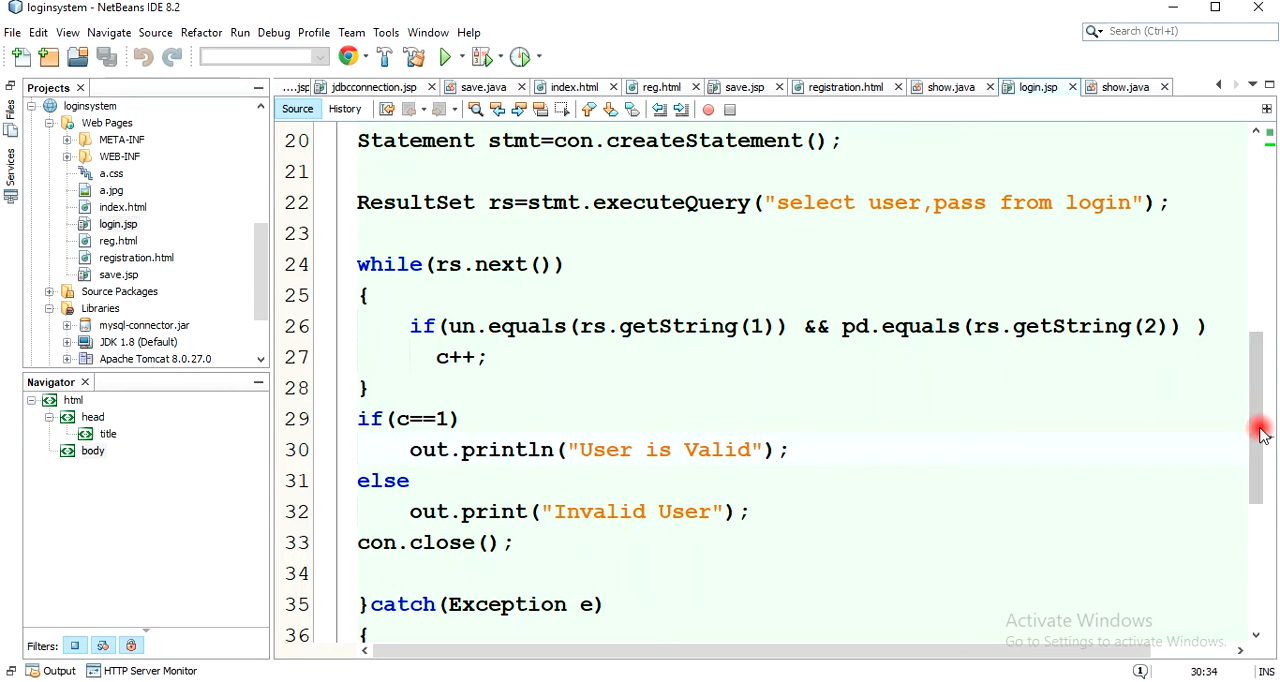 loginsystem - NetBeans IDE 8.2
File Edit View Navigate Source Refactor Run Debug Profile Team Tools Window Help
Search (Ctrl+I)
Projects
....jsp jdbcconnection.jsp save.java index.html reg.html save.jsp registration.html show.java login.jsp show.java
Files
Services
Source History
loginsystem
Web Pages
META-INF
WEB-INF
a.css
a.jpg
index.html
login.jsp
reg.html
registration.html
save.jsp
Source Packages
Libraries
mysql-connector.jar
JDK 1.8 (Default)
Apache Tomcat 8.0.27.0
Navigator
html
head
title
body
Filters:
20 Statement stmt=con.createStatement();
21
22 ResultSet rs=stmt.executeQuery("select user,pass from login");
23
24 while(rs.next())
25 {
26 if(un.equals(rs.getString(1)) && pd.equals(rs.getString(2)) )
27 c++;
28 }
29 if(c==1)
30 out.println("User is Valid");
31 else
32 out.print("Invalid User");
33 con.close();
34
35 }catch(Exception e)
36 {
Activate Windows
Go to Settings to activate Windows.
Output HTTP Server Monitor
1 30:34 INS